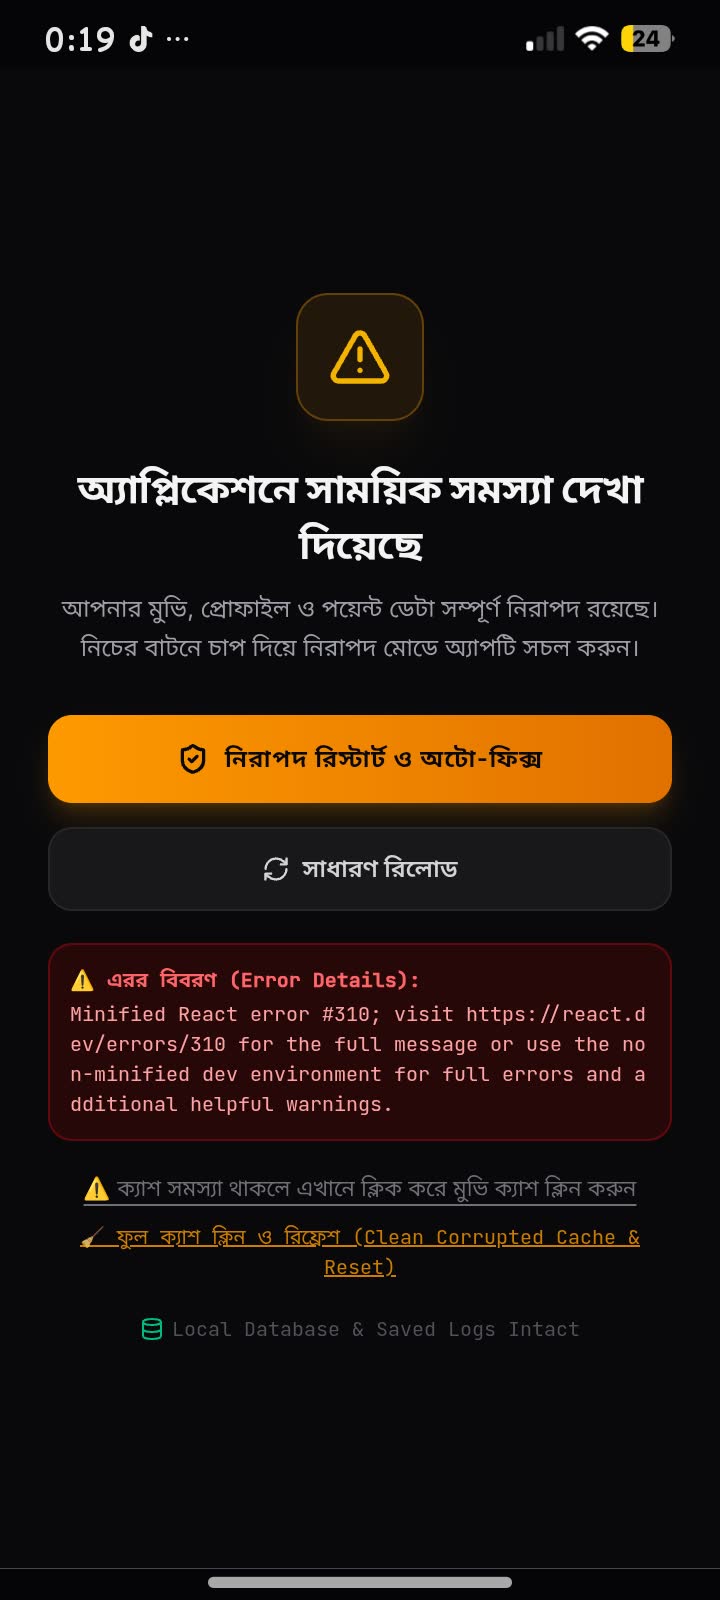 0:19 ...
24
অ্যাপ্লিকেশনে সাময়িক সমস্যা দেখা
দিয়েছে
আপনার মুভি, প্রোফাইল ও পয়েন্ট ডেটা সম্পূর্ণ নিরাপদ রয়েছে।
নিচের বাটনে চাপ দিয়ে নিরাপদ মোডে অ্যাপটি সচল করুন।
নিরাপদ রিস্টার্ট ও অটো-ফিক্স
সাধারণ রিলোড
⚠️ এরর বিবরণ (Error Details):
Minified React error #310; visit https://react.d
ev/errors/310 for the full message or use the no
n-minified dev environment for full errors and a
dditional helpful warnings.
⚠️ ক্যাশ সমস্যা থাকলে এখানে ক্লিক করে মুভি ক্যাশ ক্লিন করুন
🧹 ফুল ক্যাশ ক্লিন ও রিফ্রেশ (Clean Corrupted Cache &
Reset)
Local Database & Saved Logs Intact